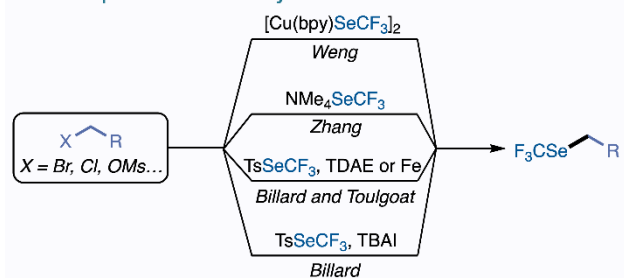 [Cu(bpy)SeCF3]2
Weng
NMe4SeCF3
Zhang
X R
X = Br, Cl, OMs...
TsSeCF3, TDAE or Fe
Billard and Toulgoat
F3CSe R
TsSeCF3, TBAI
Billard